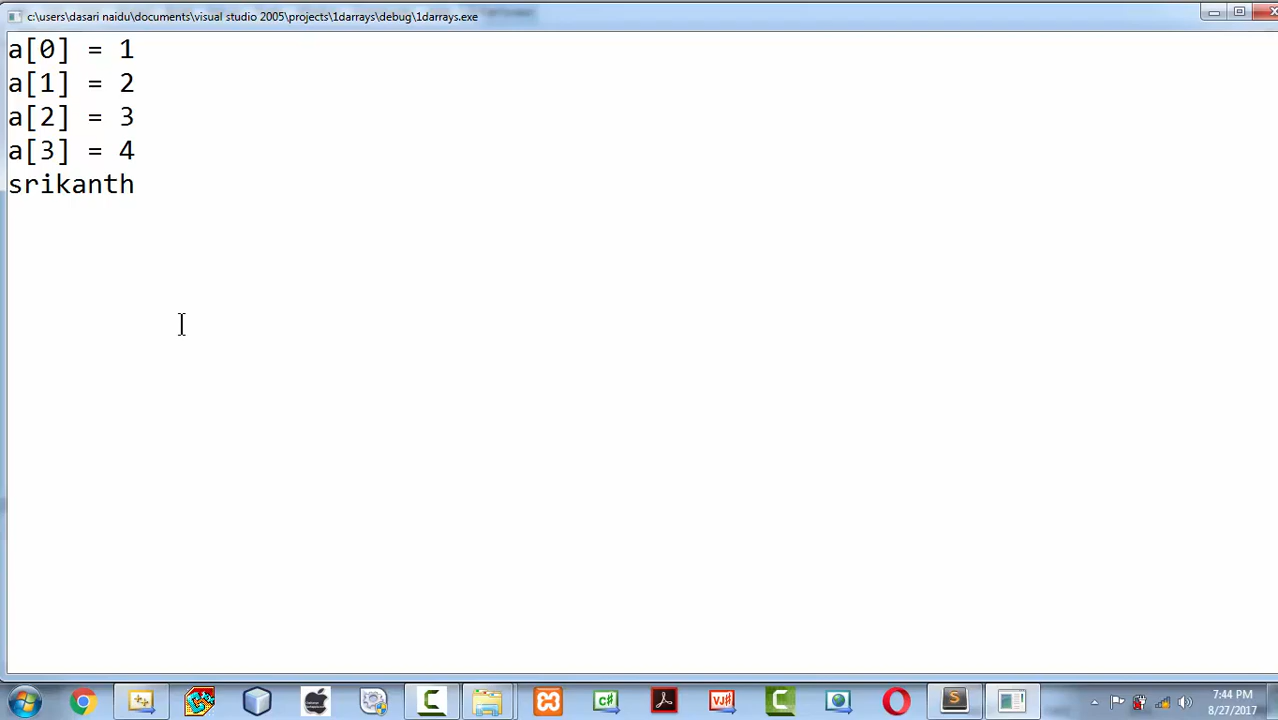 c:\users\dasari naidu\documents\visual studio 2005\projects\1darrays\debug\1darrays.exe
a[0] = 1
a[1] = 2
a[2] = 3
a[3] = 4
srikanth
C#
VJ#
7:44 PM
8/27/2017